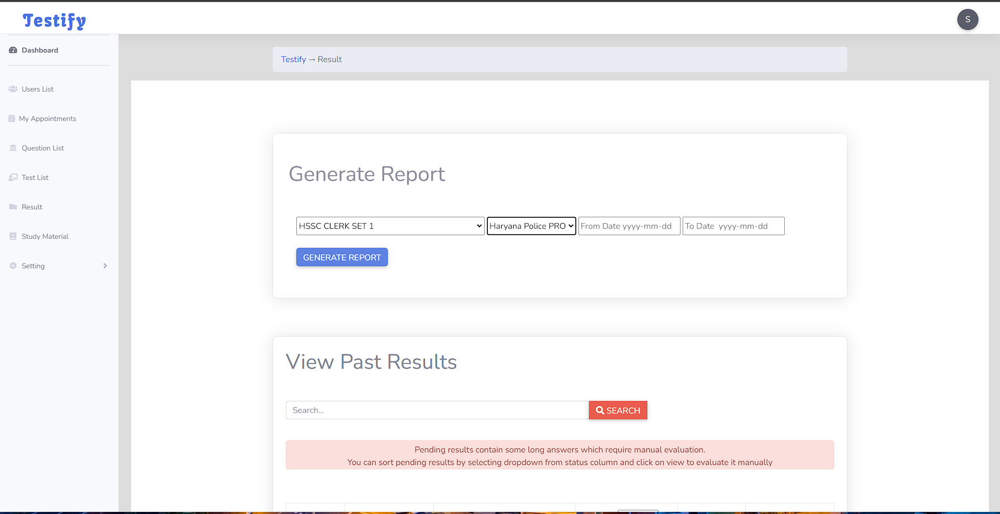 Testify
S
Dashboard
Users List
My Appointments
Question List
Test List
Result
Study Material
Setting
Testify → Result
Generate Report
HSSC CLERK SET 1
Haryana Police PRO
From Date yyyy-mm-dd
To Date yyyy-mm-dd
GENERATE REPORT
View Past Results
Search...
SEARCH
Pending results contain some long answers which require manual evaluation.
You can sort pending results by selecting dropdown from status column and click on view to evaluate it manually